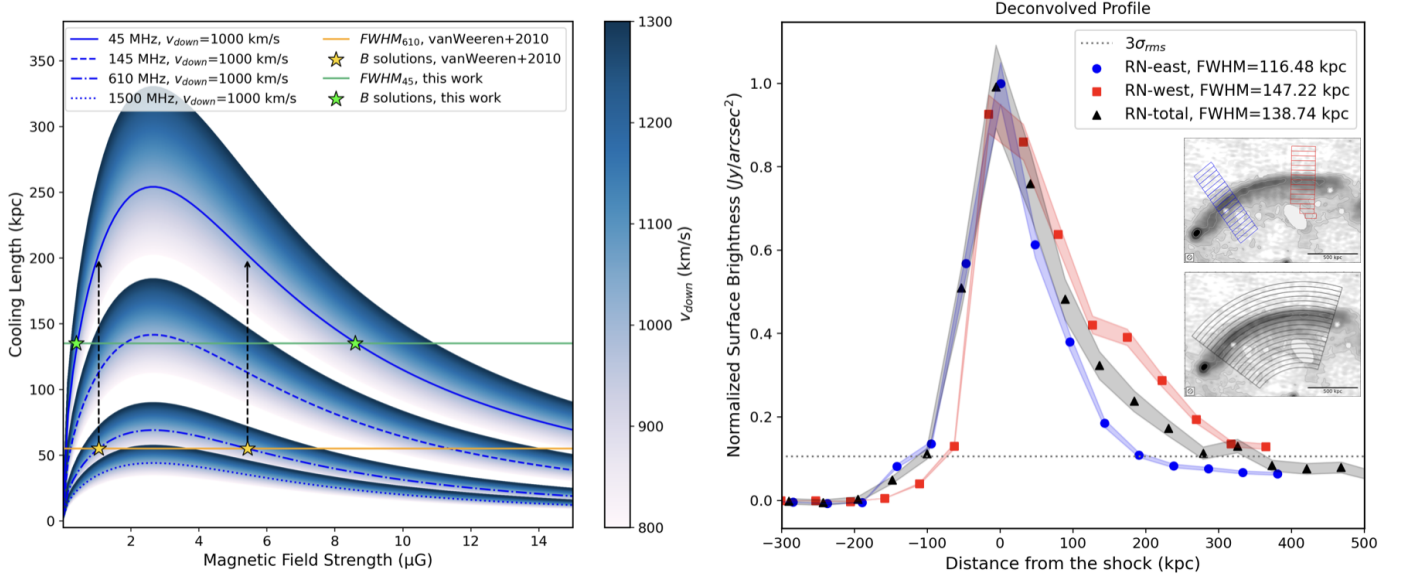 45 MHz, v_down=1000 km/s
145 MHz, v_down=1000 km/s
610 MHz, v_down=1000 km/s
1500 MHz, v_down=1000 km/s
FWHM_610, vanWeeren+2010
B solutions, vanWeeren+2010
FWHM_45, this work
B solutions, this work
350
300
250
200
150
100
50
0
Cooling Length (kpc)
2
4
6
8
10
12
14
Magnetic Field Strength (μG)
1300
1200
1100
1000
900
800
v_down (km/s)
Deconvolved Profile
3σ_rms
RN-east, FWHM=116.48 kpc
RN-west, FWHM=147.22 kpc
RN-total, FWHM=138.74 kpc
500 kpc
500 kpc
1.0
0.8
0.6
0.4
0.2
0.0
Normalized Surface Brightness (Jy/arcsec²)
−300
−200
−100
0
100
200
300
400
500
Distance from the shock (kpc)